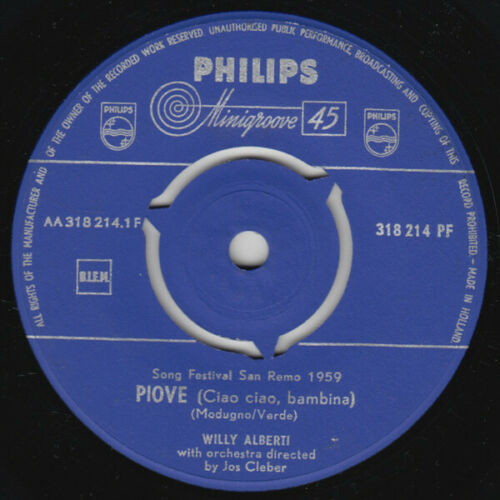 ALL RIGHTS OF THE MANUFACTURER AND OF THE OWNER OF THE RECORDED WORK RESERVED UNAUTHORISED PUBLIC PERFORMANCE, BROADCASTING AND COPYING OF THIS RECORD PROHIBITED - MADE IN HOLLAND
PHILIPS
Minigroove 45
PHILIPS
PHILIPS
AA 318 214.1 F
318 214 PF
B.I.E.M.
Song Festival San Remo 1959
PIOVE (Ciao ciao, bambina)
(Modugno/Verde)
WILLY ALBERTI
with orchestra directed
by Jos Cleber